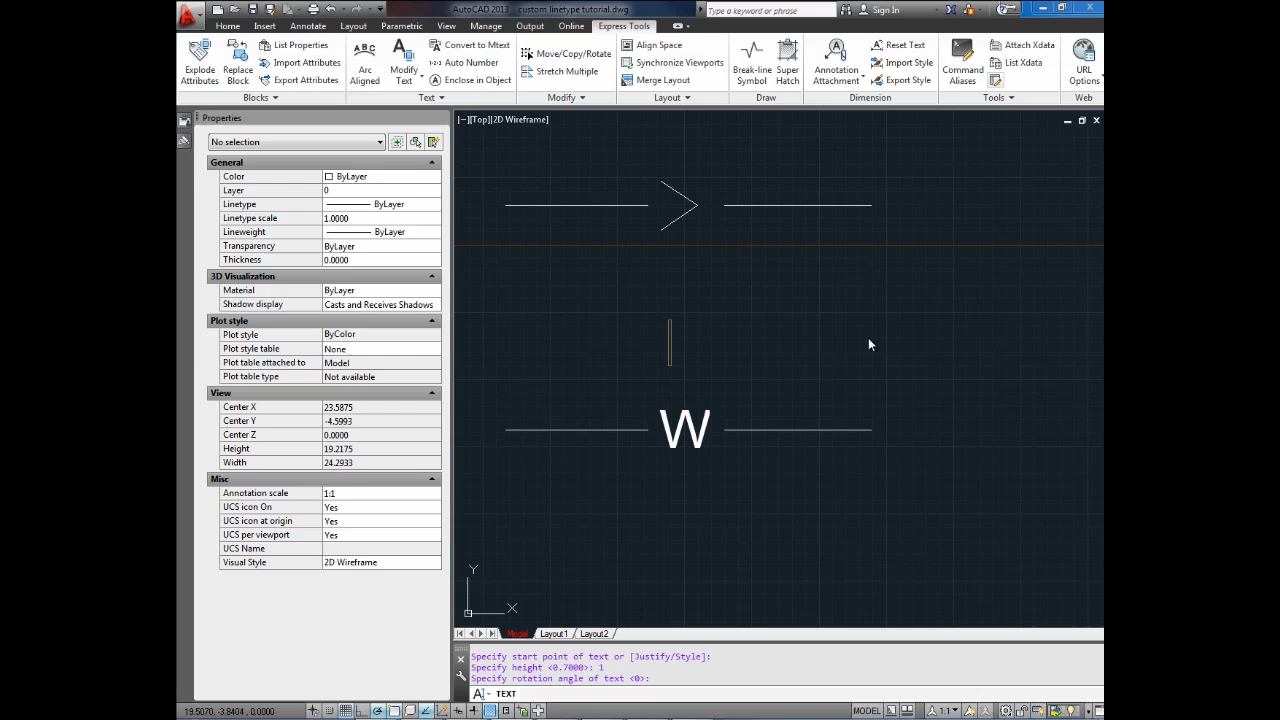 AutoCAD 2013 custom linetype tutorial.dwg Type a keyword or phrase Sign In
Home Insert Annotate Layout Parametric View Manage Output Online Express Tools
Explode Attributes
Replace Block
List Properties
Import Attributes
Export Attributes
Arc Aligned
Modify Text
Convert to Mtext
Auto Number
Enclose in Object
Move/Copy/Rotate
Stretch Multiple
Align Space
Synchronize Viewports
Merge Layout
Break-line Symbol
Super Hatch
Annotation Attachment
Reset Text
Import Style
Export Style
Command Aliases
Attach Xdata
List Xdata
URL Options
Blocks Text Modify Layout Draw Dimension Tools Web
Properties
No selection
General
Color ByLayer
Layer 0
Linetype ByLayer
Linetype scale 1.0000
Lineweight ByLayer
Transparency ByLayer
Thickness 0.0000
3D Visualization
Material ByLayer
Shadow display Casts and Receives Shadows
Plot style
Plot style ByColor
Plot style table None
Plot table attached to Model
Plot table type Not available
View
Center X 23.5875
Center Y -4.5993
Center Z 0.0000
Height 19.2175
Width 24.2933
Misc
Annotation scale 1:1
UCS icon On Yes
UCS icon at origin Yes
UCS per viewport Yes
UCS Name
Visual Style 2D Wireframe
[−][Top][2D Wireframe]
W
Y
X
Model Layout1 Layout2
Specify start point of text or [Justify/Style]:
Specify height <0.7000>: 1
Specify rotation angle of text <0>:
TEXT
19.5070, -3.8404, 0.0000 MODEL 1:1